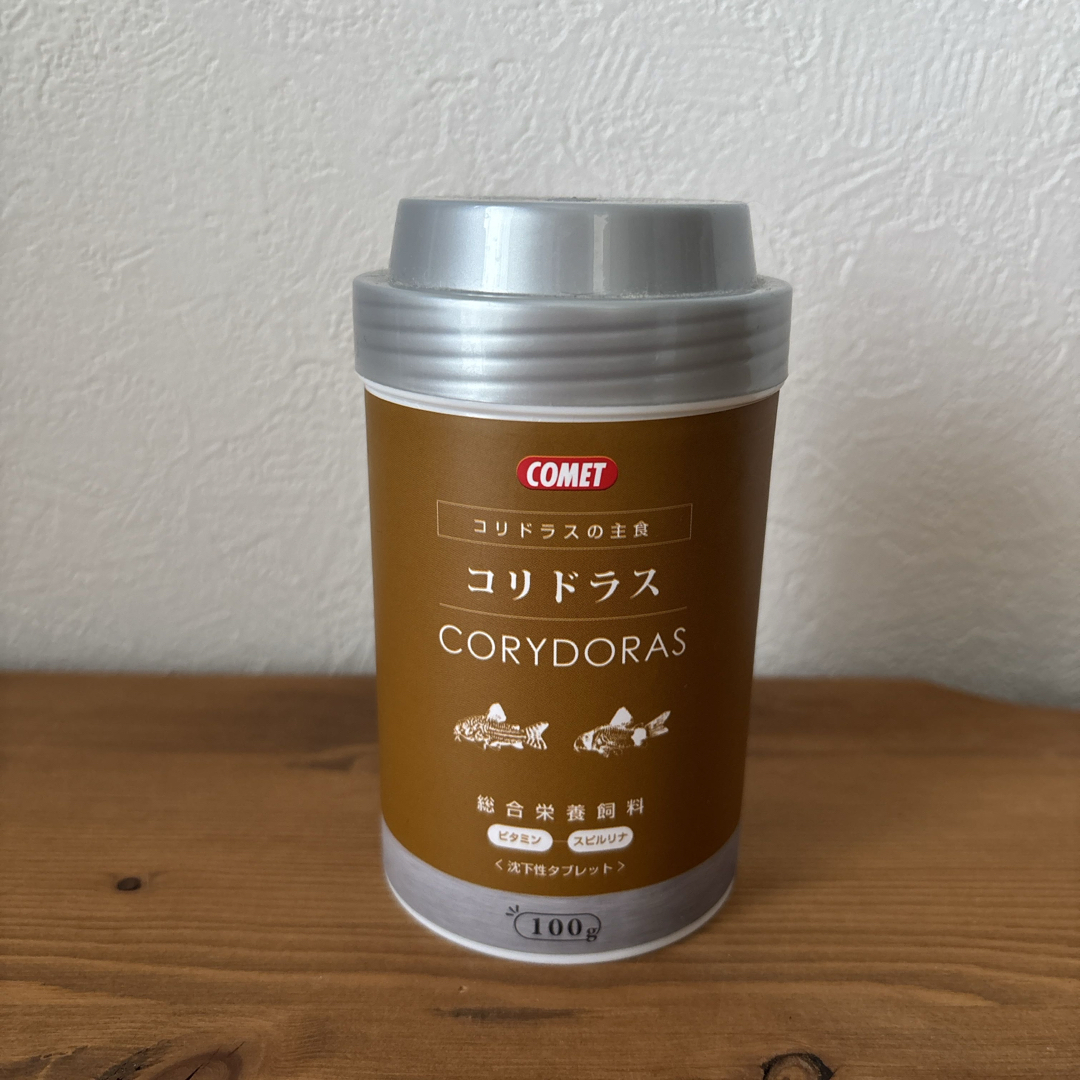 COMET
コリドラスの主食
コリドラス
CORYDORAS
総合栄養飼料
ビタミン スピルリナ
<沈下性タブレット>
100g